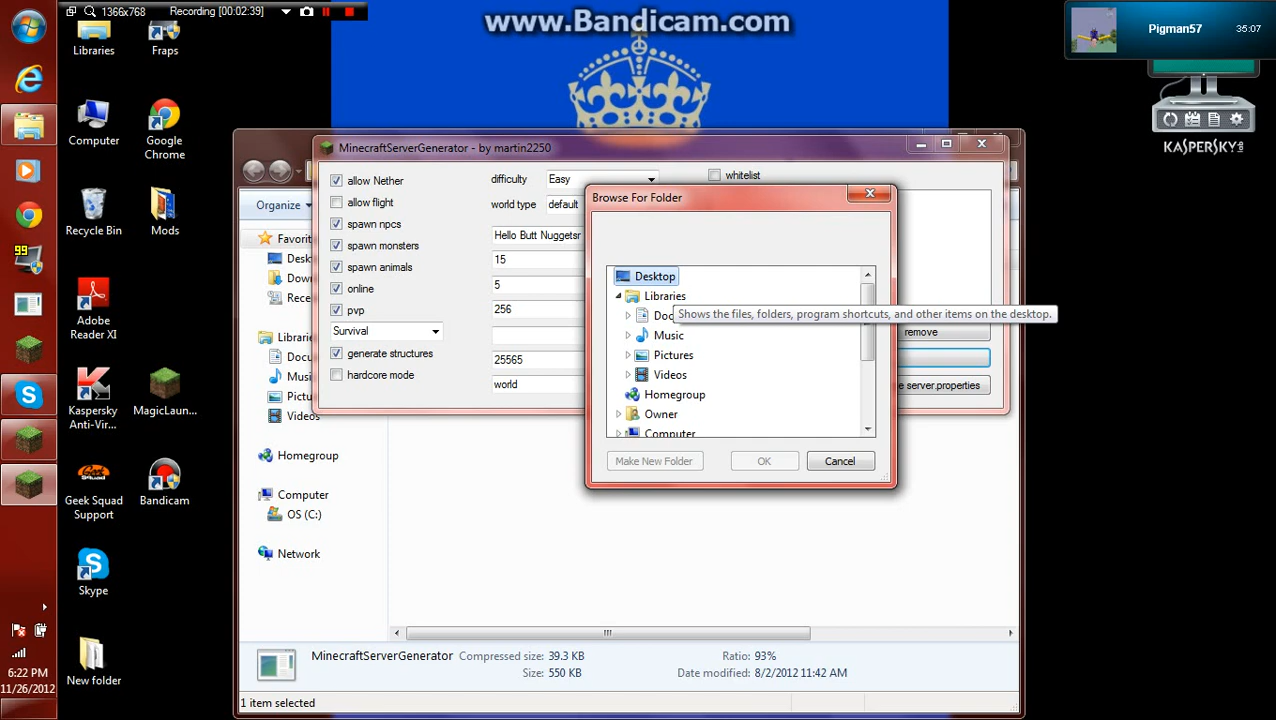 1366x768 Recording [00:02:39]
www.Bandicam.com
Pigman57 35:07
KASPERSKY
Libraries
Fraps
Computer
Google
Chrome
Recycle Bin
Mods
99
Adobe
Reader XI
Kaspersky
Anti-Vir...
MagicLaun...
Geek Squad
Support
Bandicam
Skype
New folder
6:22 PM
11/26/2012
Organize
Favorit
Desk
Dow
Rece
Librari
Docu
Musi
Pictu
Videos
Homegroup
Computer
OS (C:)
Network
MinecraftServerGenerator - by martin2250
allow Nether
allow flight
spawn npcs
spawn monsters
spawn animals
online
pvp
Survival
generate structures
hardcore mode
difficulty Easy
world type default
Hello Butt Nuggetsr
15
5
256
25565
world
whitelist
remove
e server.properties
Browse For Folder
Desktop
Libraries
Doc
Shows the files, folders, program shortcuts, and other items on the desktop.
Music
Pictures
Videos
Homegroup
Owner
Computer
Make New Folder OK Cancel
MinecraftServerGenerator Compressed size: 39.3 KB Ratio: 93%
Size: 550 KB Date modified: 8/2/2012 11:42 AM
1 item selected